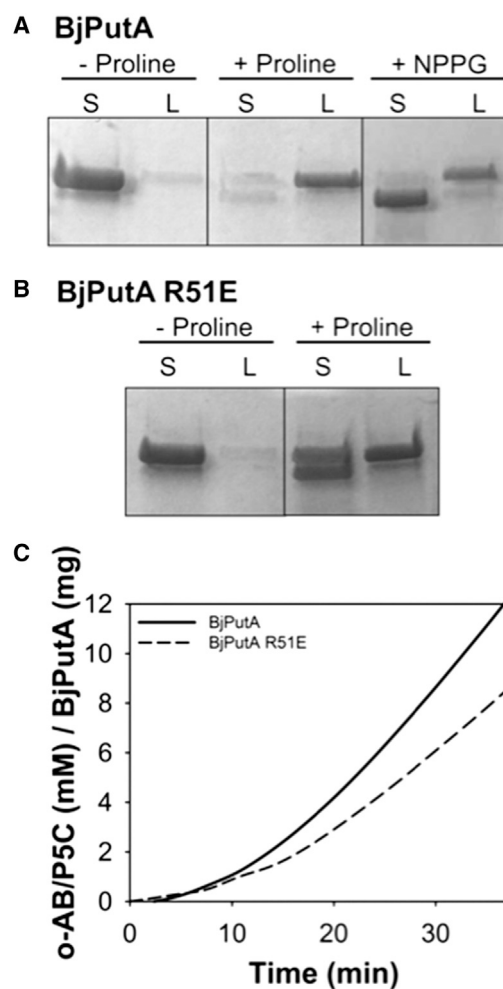 A BjPutA
- Proline + Proline + NPPG
S L S L S L
B BjPutA R51E
- Proline + Proline
S L S L
C
o-AB/P5C (mM) / BjPutA (mg)
12
10
8
6
4
2
0
BjPutA
BjPutA R51E
0 10 20 30
Time (min)